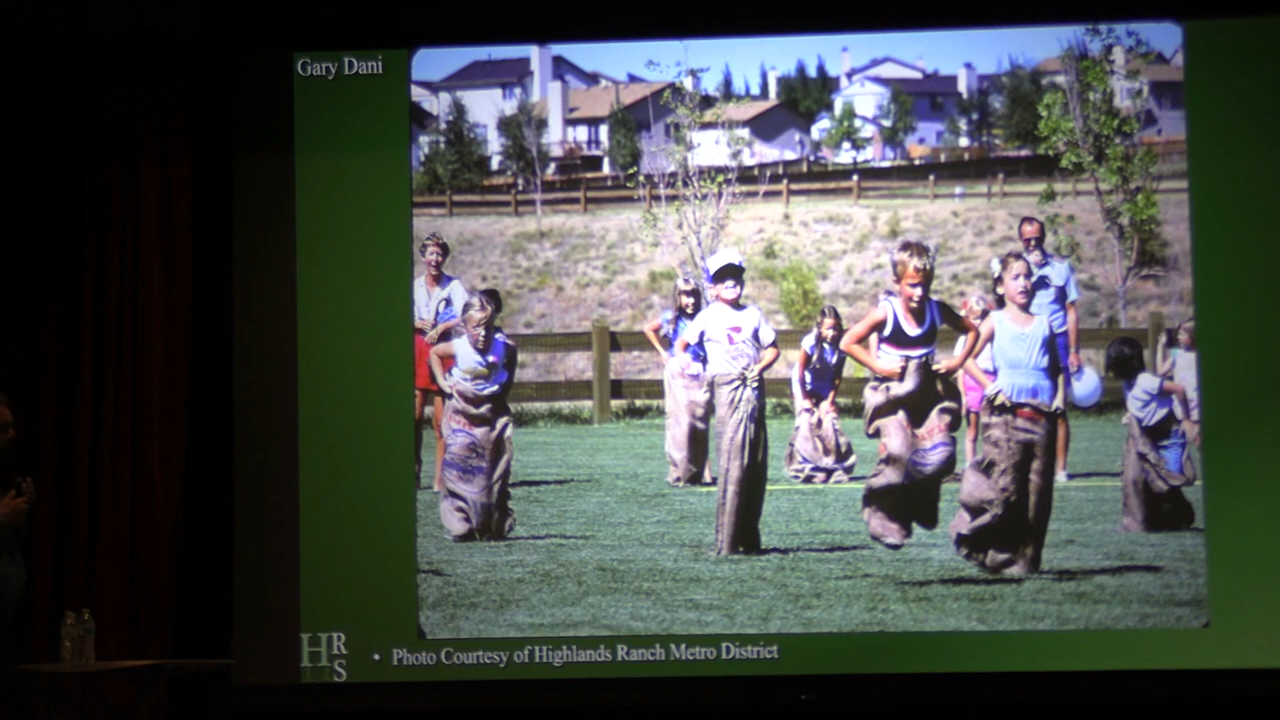 Gary Dani
HRS
• Photo Courtesy of Highlands Ranch Metro District